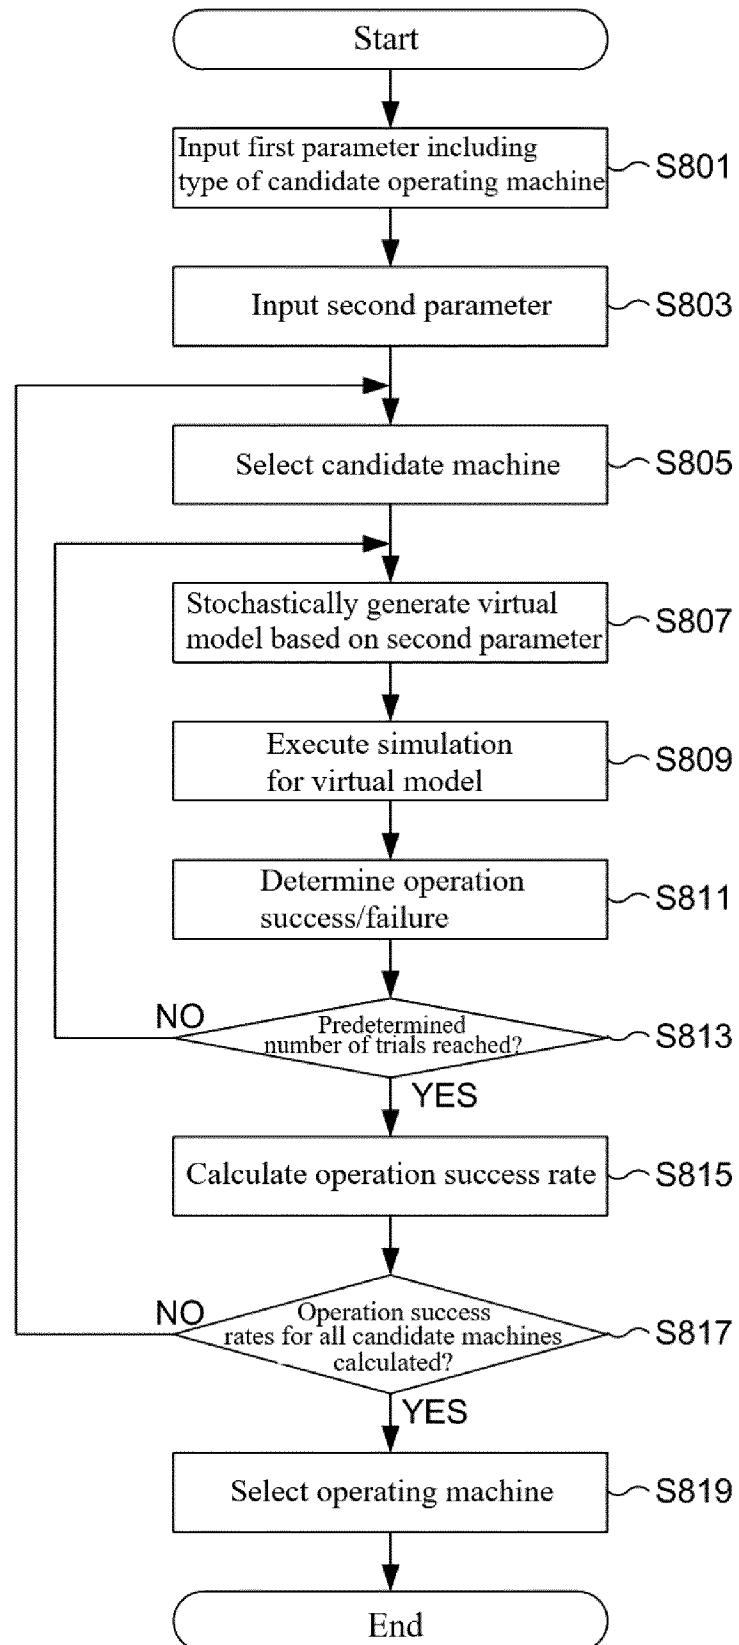 Start
Input first parameter including
type of candidate operating machine
S801
Input second parameter
S803
Select candidate machine
S805
Stochastically generate virtual
model based on second parameter
S807
Execute simulation
for virtual model
S809
Determine operation
success/failure
S811
NO
Predetermined
number of trials reached?
S813
YES
Calculate operation success rate
S815
NO
Operation success
rates for all candidate machines
calculated?
S817
YES
Select operating machine
S819
End